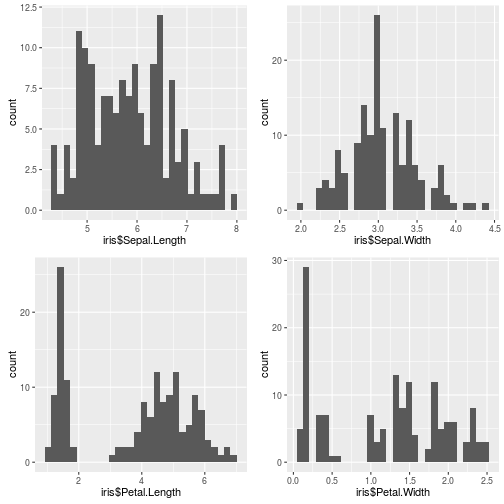 12.5
10.0
7.5
5.0
2.5
0.0
count
5 6 7 8
iris$Sepal.Length
20
10
0
count
2.0 2.5 3.0 3.5 4.0 4.5
iris$Sepal.Width
20
10
0
count
2 4 6
iris$Petal.Length
30
20
10
0
count
0.0 0.5 1.0 1.5 2.0 2.5
iris$Petal.Width